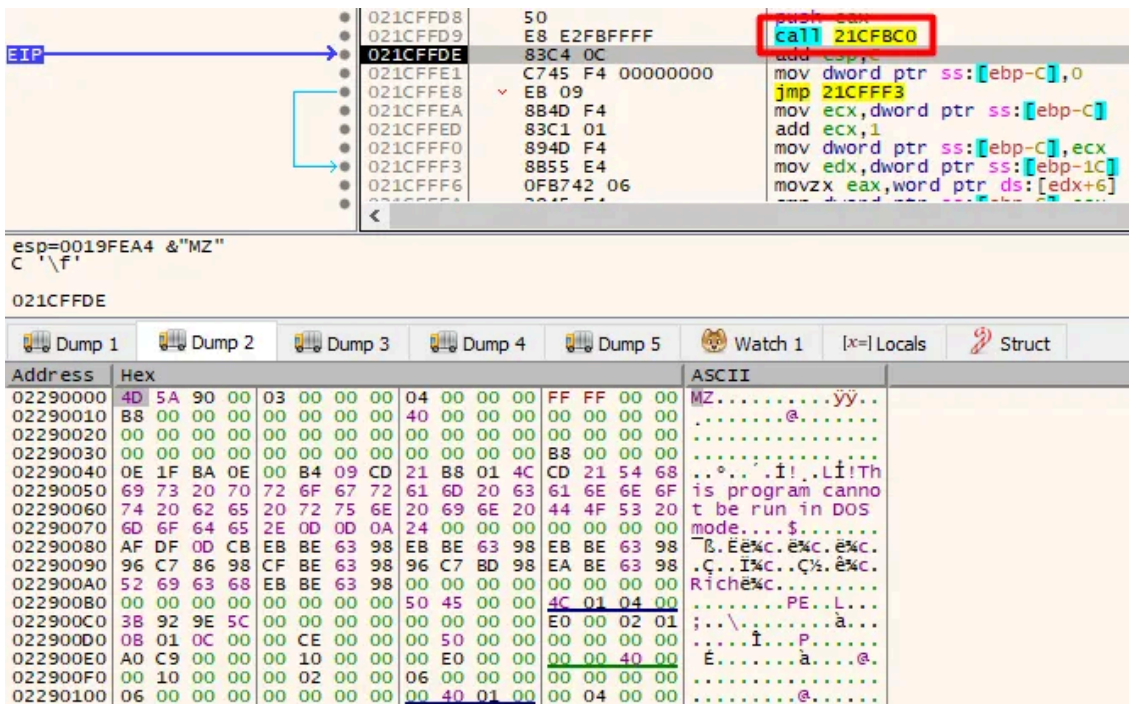 021CFFD8 50 push eax
021CFFD9 E8 E2FBFFFF call 21CFBC0
EIP 021CFFDE 83C4 0C add esp,C
021CFFE1 C745 F4 00000000 mov dword ptr ss:[ebp-C],0
021CFFE8 EB 09 jmp 21CFFF3
021CFFEA 8B4D F4 mov ecx,dword ptr ss:[ebp-C]
021CFFED 83C1 01 add ecx,1
021CFFF0 894D F4 mov dword ptr ss:[ebp-C],ecx
021CFFF3 8B55 E4 mov edx,dword ptr ss:[ebp-1C]
021CFFF6 0FB742 06 movzx eax,word ptr ds:[edx+6]
esp=0019FEA4 &"MZ"
C '\f'
021CFFDE
Dump 1 Dump 2 Dump 3 Dump 4 Dump 5 Watch 1 [x=] Locals Struct
Address Hex ASCII
02290000 4D 5A 90 00 03 00 00 00 04 00 00 00 FF FF 00 00 MZ..........ÿÿ..
02290010 B8 00 00 00 00 00 00 00 40 00 00 00 00 00 00 00 ¸.......@.......
02290020 00 00 00 00 00 00 00 00 00 00 00 00 00 00 00 00 ................
02290030 00 00 00 00 00 00 00 00 00 00 00 00 B8 00 00 00 ............¸...
02290040 0E 1F BA 0E 00 B4 09 CD 21 B8 01 4C CD 21 54 68 ..º..´.Í!¸.LÍ!Th
02290050 69 73 20 70 72 6F 67 72 61 6D 20 63 61 6E 6E 6F is program canno
02290060 74 20 62 65 20 72 75 6E 20 69 6E 20 44 4F 53 20 t be run in DOS
02290070 6D 6F 64 65 2E 0D 0D 0A 24 00 00 00 00 00 00 00 mode....$.......
02290080 AF DF 0D CB EB BE 63 98 EB BE 63 98 EB BE 63 98 ¯ß.Ëë¾c.ë¾c.ë¾c.
02290090 96 C7 86 98 CF BE 63 98 96 C7 BD 98 EA BE 63 98 .Ç..Ï¾c..Ç½.ê¾c.
022900A0 52 69 63 68 EB BE 63 98 00 00 00 00 00 00 00 00 Richë¾c.........
022900B0 00 00 00 00 00 00 00 00 50 45 00 00 4C 01 04 00 ........PE..L...
022900C0 3B 92 9E 5C 00 00 00 00 00 00 00 00 E0 00 02 01 ;..\........à...
022900D0 0B 01 0C 00 00 CE 00 00 00 50 00 00 00 00 00 00 .....Î...P......
022900E0 A0 C9 00 00 00 10 00 00 00 E0 00 00 00 00 40 00 É.......à....@.
022900F0 00 10 00 00 00 02 00 00 06 00 00 00 00 00 00 00 ................
02290100 06 00 00 00 00 00 00 00 00 40 01 00 00 04 00 00 .........@......